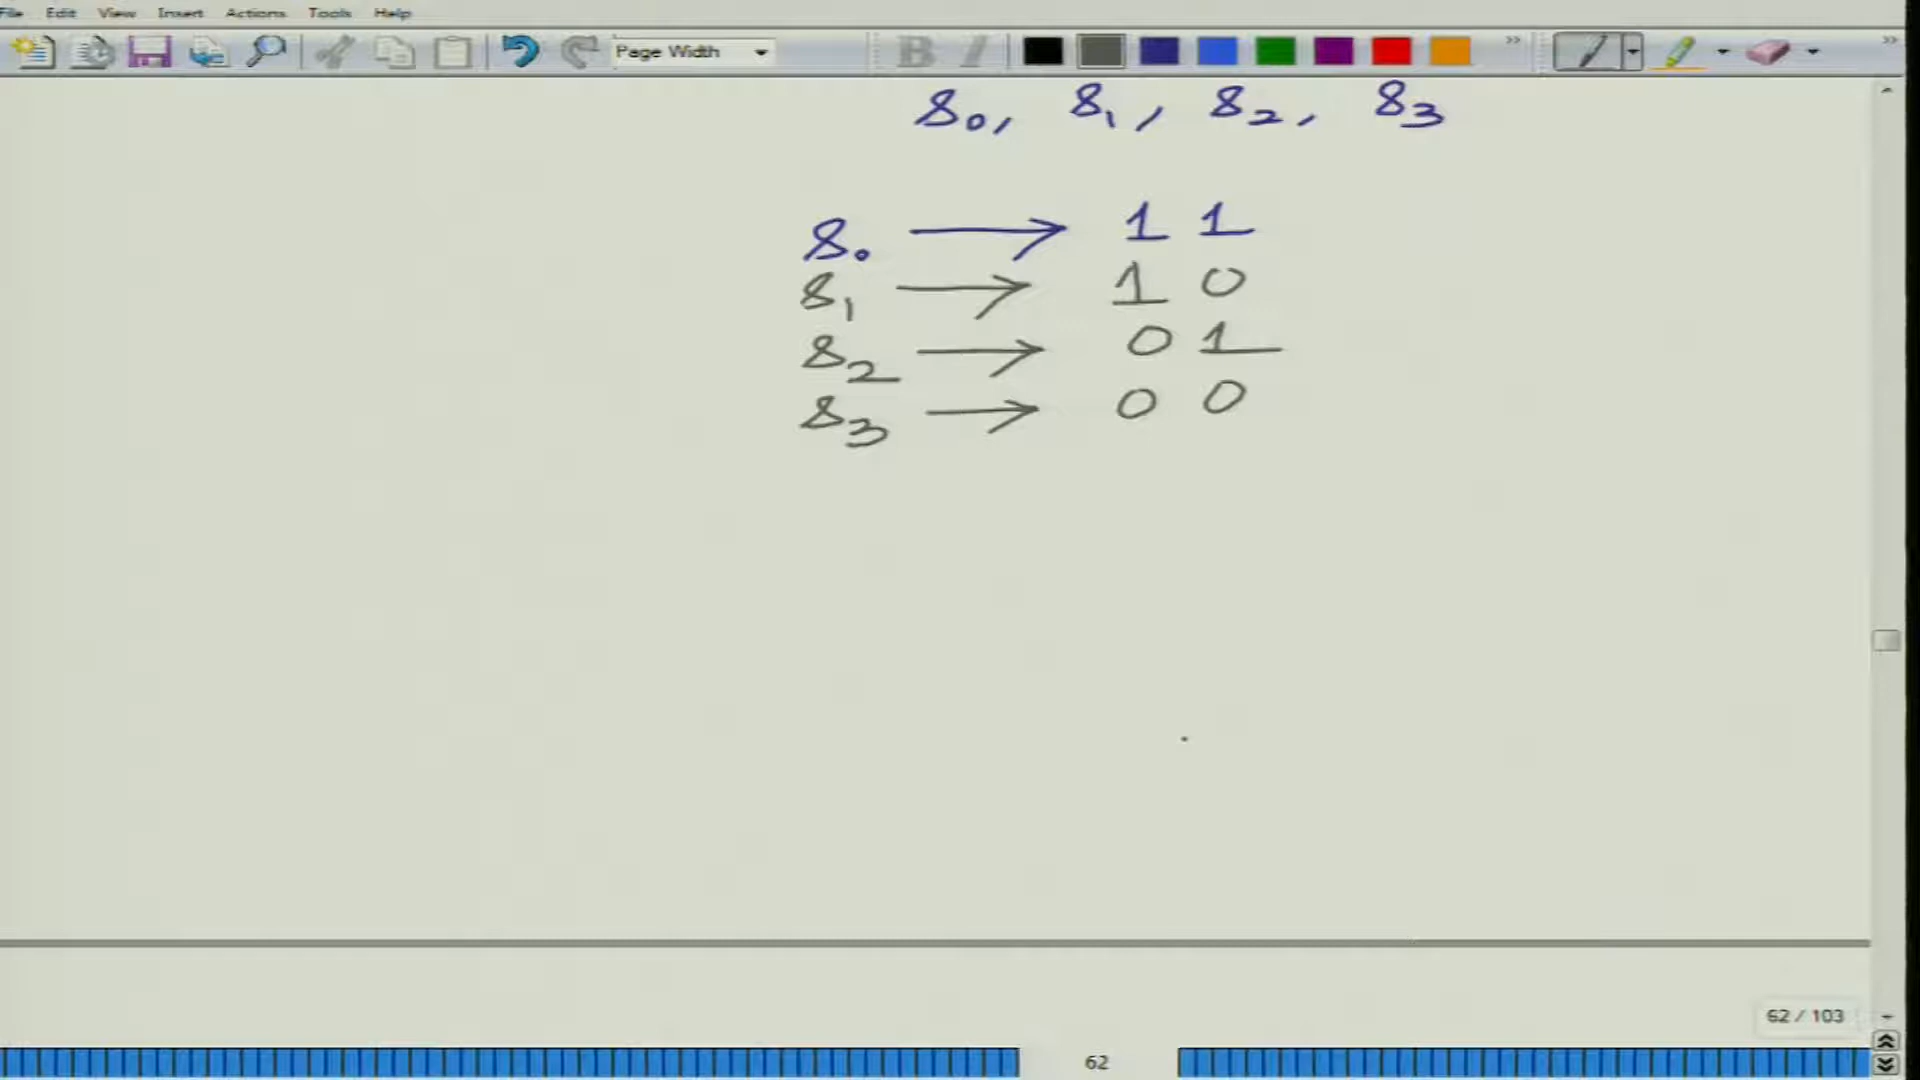 File Edit View Insert Actions Tools Help
Page Width B I
s0, s1, s2, s3
s0 → 1 1
s1 → 1 0
s2 → 0 1
s3 → 0 0
62 / 103
62